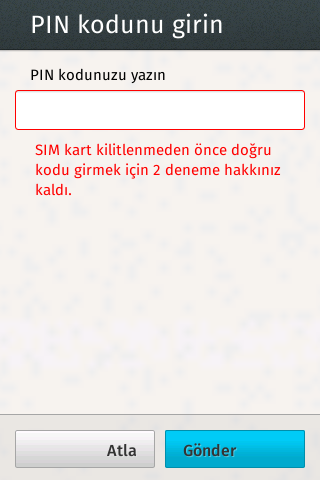 PIN kodunu girin
PIN kodunuzu yazın
SIM kart kilitlenmeden önce doğru
kodu girmek için 2 deneme hakkınız
kaldı.
Atla
Gönder